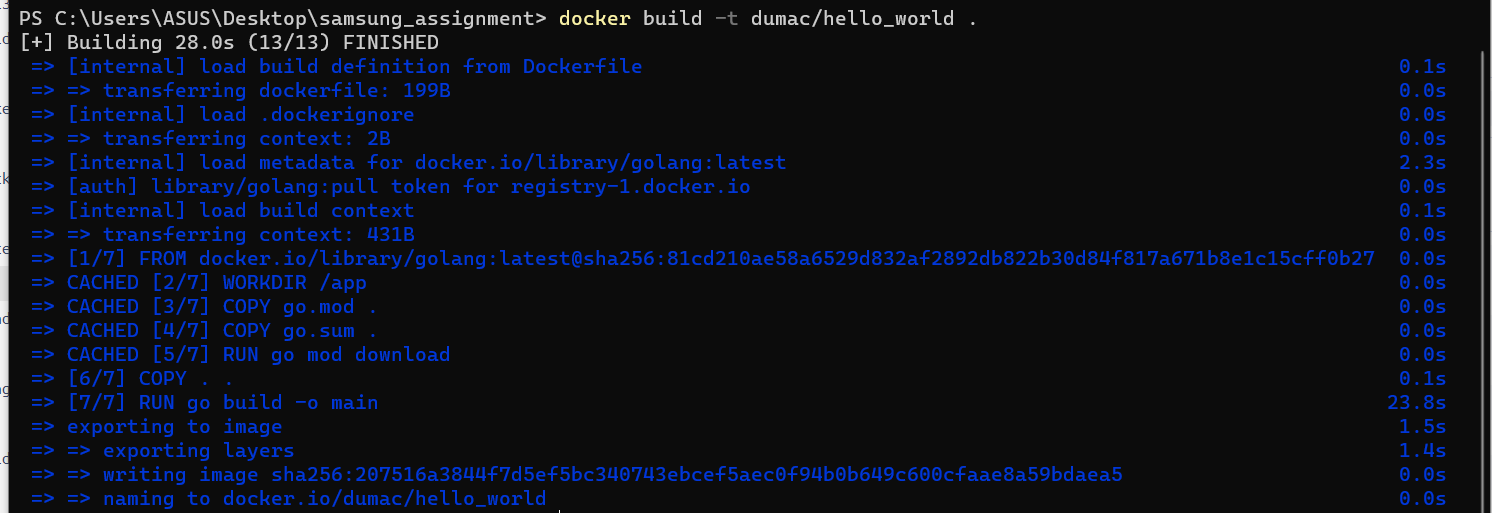 PS C:\Users\ASUS\Desktop\samsung_assignment> docker build -t dumac/hello_world .
[+] Building 28.0s (13/13) FINISHED
=> [internal] load build definition from Dockerfile 0.1s
=> => transferring dockerfile: 199B 0.0s
=> [internal] load .dockerignore 0.0s
=> => transferring context: 2B 0.0s
=> [internal] load metadata for docker.io/library/golang:latest 2.3s
=> [auth] library/golang:pull token for registry-1.docker.io 0.0s
=> [internal] load build context 0.1s
=> => transferring context: 431B 0.0s
=> [1/7] FROM docker.io/library/golang:latest@sha256:81cd210ae58a6529d832af2892db822b30d84f817a671b8e1c15cff0b27 0.0s
=> CACHED [2/7] WORKDIR /app 0.0s
=> CACHED [3/7] COPY go.mod . 0.0s
=> CACHED [4/7] COPY go.sum . 0.0s
=> CACHED [5/7] RUN go mod download 0.0s
=> [6/7] COPY . . 0.1s
=> [7/7] RUN go build -o main 23.8s
=> exporting to image 1.5s
=> => exporting layers 1.4s
=> => writing image sha256:207516a3844f7d5ef5bc340743ebcef5aec0f94b0b649c600cfaae8a59bdaea5 0.0s
=> => naming to docker.io/dumac/hello_world 0.0s